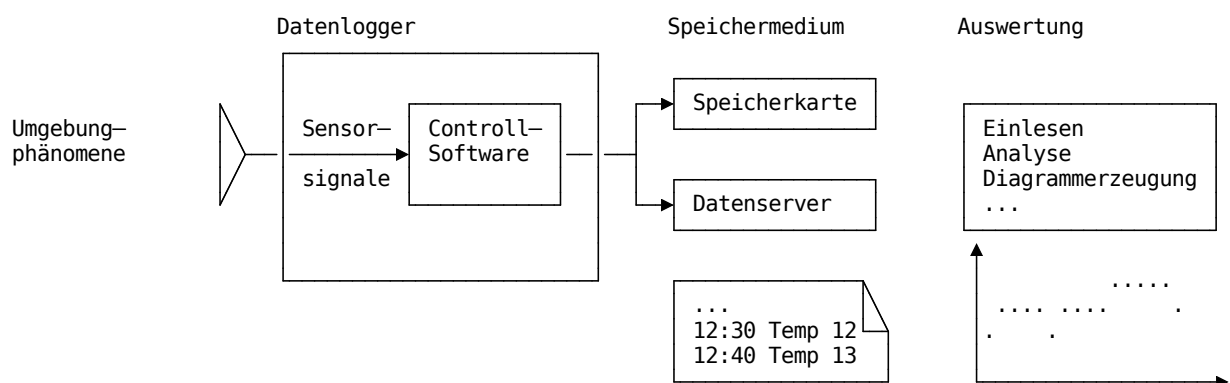 Datenlogger
Speichermedium
Auswertung
Umgebung–
phänomene
Sensor–
signale
Controll–
Software
Speicherkarte
Datenserver
...
12:30 Temp 12
12:40 Temp 13
Einlesen
Analyse
Diagrammerzeugung
...